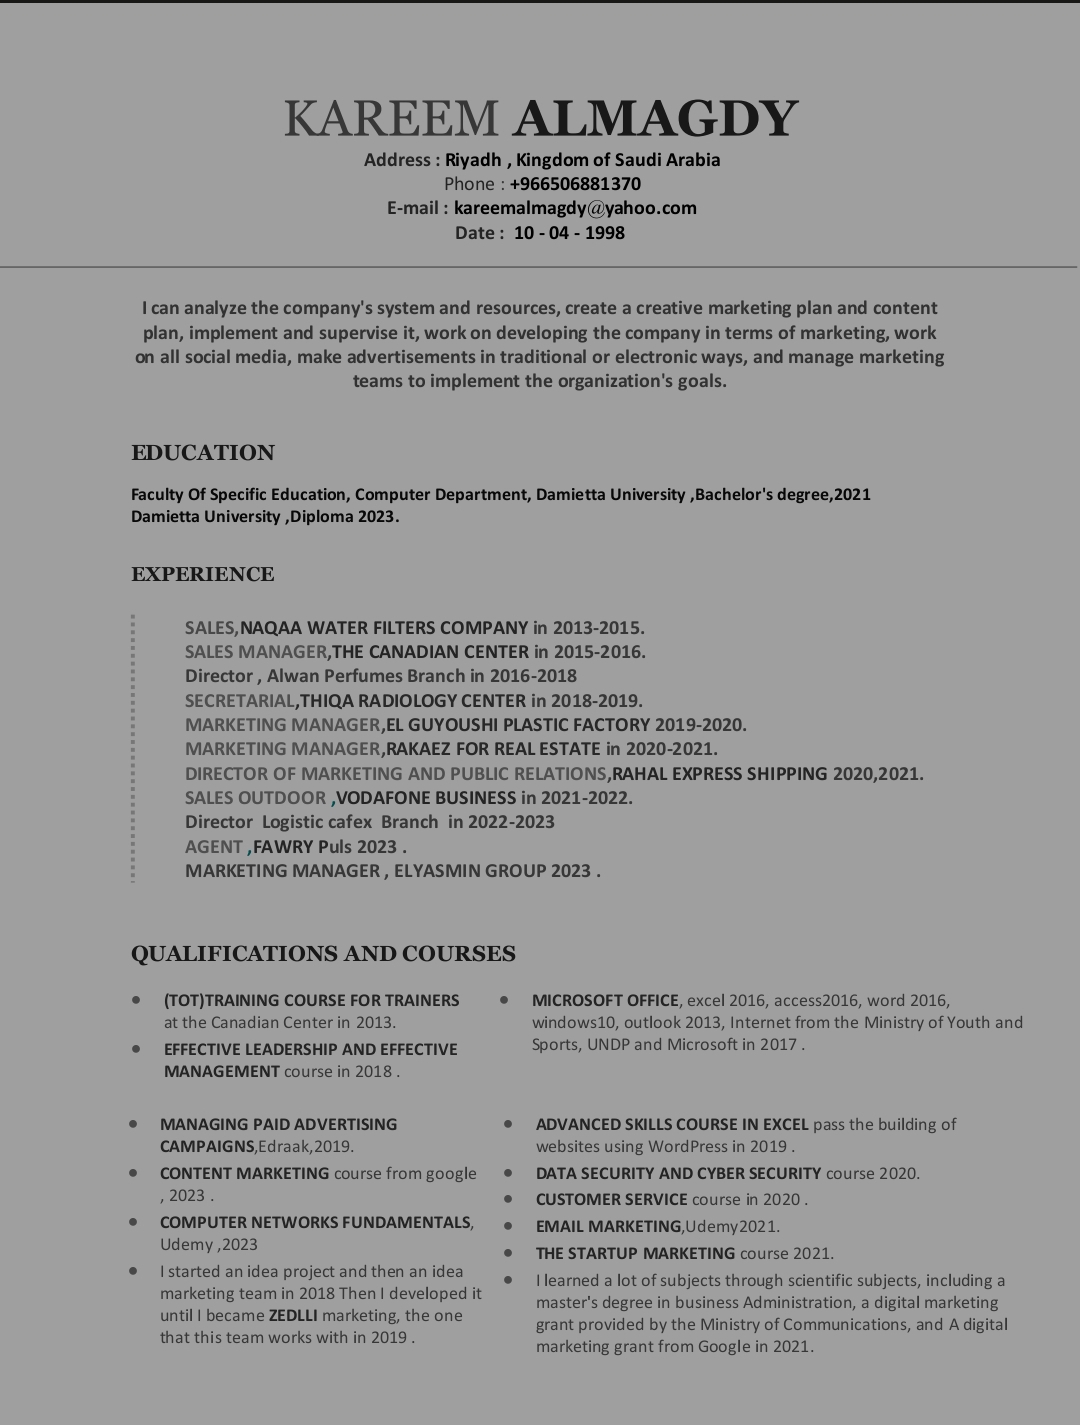 KAREEM ALMAGDY
Address : Riyadh , Kingdom of Saudi Arabia
Phone : +966506881370
E-mail : kareemalmagdy@yahoo.com
Date :  10 - 04 - 1998
I can analyze the company's system and resources, create a creative marketing plan and content
plan, implement and supervise it, work on developing the company in terms of marketing, work
on all social media, make advertisements in traditional or electronic ways, and manage marketing
teams to implement the organization's goals.
EDUCATION
Faculty Of Specific Education, Computer Department, Damietta University ,Bachelor's degree,2021
Damietta University ,Diploma 2023.
EXPERIENCE
SALES,NAQAA WATER FILTERS COMPANY in 2013-2015.
SALES MANAGER,THE CANADIAN CENTER in 2015-2016.
Director , Alwan Perfumes Branch in 2016-2018
SECRETARIAL,THIQA RADIOLOGY CENTER in 2018-2019.
MARKETING MANAGER,EL GUYOUSHI PLASTIC FACTORY 2019-2020.
MARKETING MANAGER,RAKAEZ FOR REAL ESTATE in 2020-2021.
DIRECTOR OF MARKETING AND PUBLIC RELATIONS,RAHAL EXPRESS SHIPPING 2020,2021.
SALES OUTDOOR ,VODAFONE BUSINESS in 2021-2022.
Director  Logistic cafex  Branch  in 2022-2023
AGENT ,FAWRY Puls 2023 .
MARKETING MANAGER , ELYASMIN GROUP 2023 .
QUALIFICATIONS AND COURSES
• (TOT)TRAINING COURSE FOR TRAINERS
at the Canadian Center in 2013.
• EFFECTIVE LEADERSHIP AND EFFECTIVE
MANAGEMENT course in 2018 .
• MICROSOFT OFFICE, excel 2016, access2016, word 2016,
windows10, outlook 2013, Internet from the Ministry of Youth and
Sports, UNDP and Microsoft in 2017 .
• MANAGING PAID ADVERTISING
CAMPAIGNS,Edraak,2019.
• CONTENT MARKETING course from google
, 2023 .
• COMPUTER NETWORKS FUNDAMENTALS,
Udemy ,2023
• I started an idea project and then an idea
marketing team in 2018 Then I developed it
until I became ZEDLLI marketing, the one
that this team works with in 2019 .
• ADVANCED SKILLS COURSE IN EXCEL pass the building of
websites using WordPress in 2019 .
• DATA SECURITY AND CYBER SECURITY course 2020.
• CUSTOMER SERVICE course in 2020 .
• EMAIL MARKETING,Udemy2021.
• THE STARTUP MARKETING course 2021.
• I learned a lot of subjects through scientific subjects, including a
master's degree in business Administration, a digital marketing
grant provided by the Ministry of Communications, and A digital
marketing grant from Google in 2021.